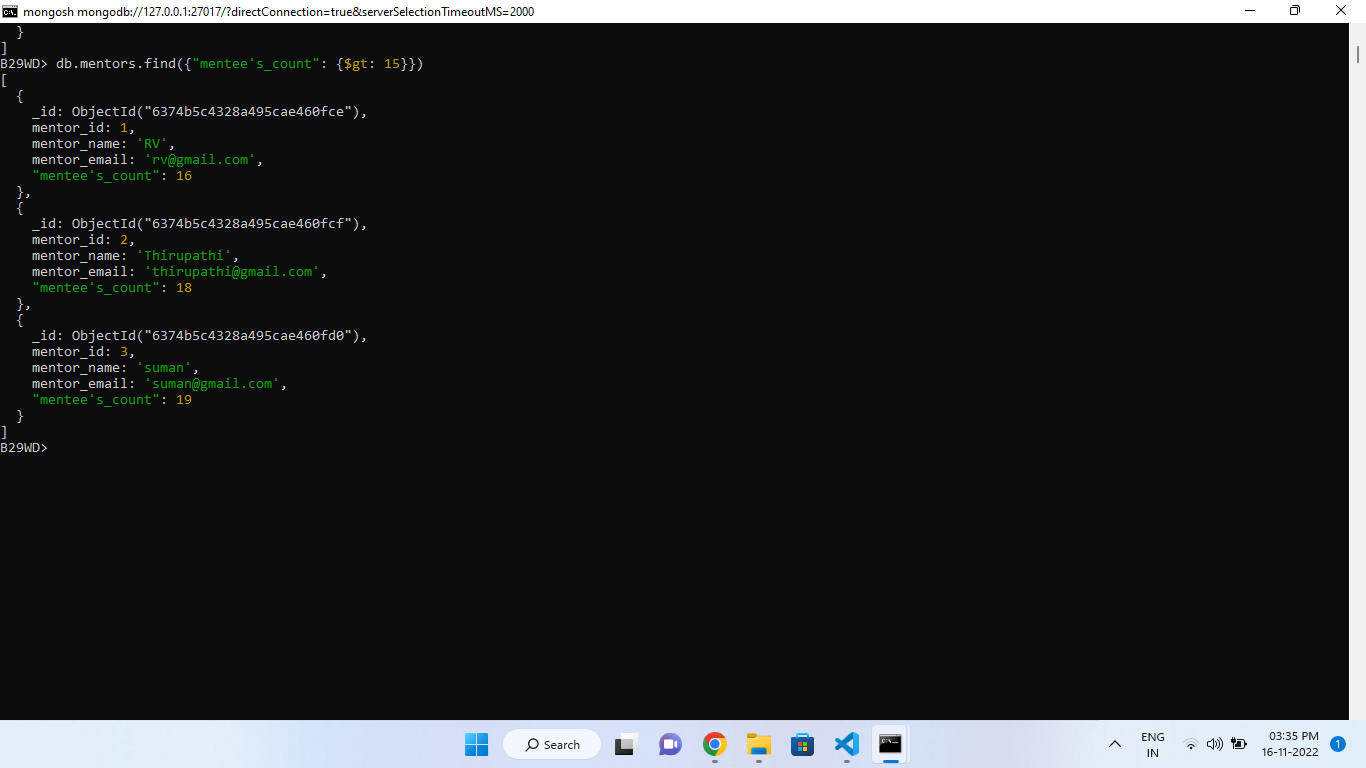 mongosh mongodb://127.0.0.1:27017/?directConnection=true&serverSelectionTimeoutMS=2000
  }
]
B29WD> db.mentors.find({"mentee's_count": {$gt: 15}})
[
  {
    _id: ObjectId("6374b5c4328a495cae460fce"),
    mentor_id: 1,
    mentor_name: 'RV',
    mentor_email: 'rv@gmail.com',
    "mentee's_count": 16
  },
  {
    _id: ObjectId("6374b5c4328a495cae460fcf"),
    mentor_id: 2,
    mentor_name: 'Thirupathi',
    mentor_email: 'thirupathi@gmail.com',
    "mentee's_count": 18
  },
  {
    _id: ObjectId("6374b5c4328a495cae460fd0"),
    mentor_id: 3,
    mentor_name: 'suman',
    mentor_email: 'suman@gmail.com',
    "mentee's_count": 19
  }
]
B29WD>
Search
ENG
IN
03:35 PM
16-11-2022
1